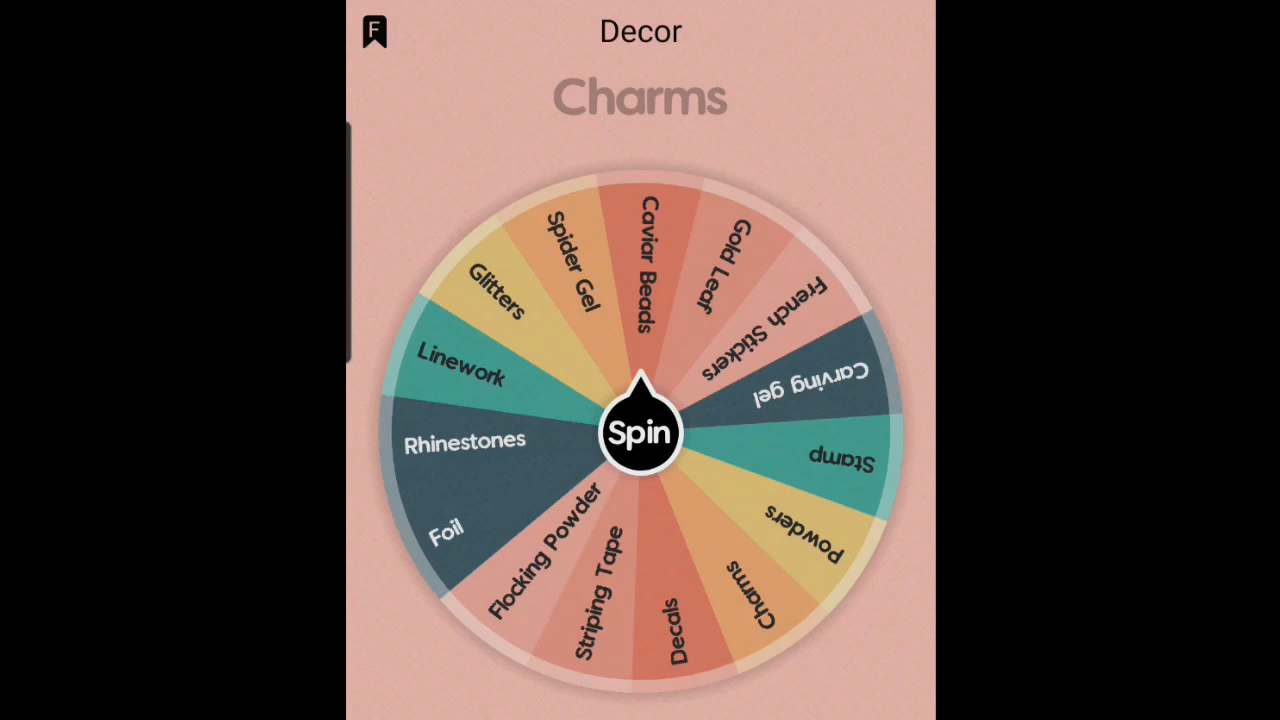 F
Decor
Charms
Caviar Beads
Gold Leaf
French Stickers
Carving gel
Stamp
Powders
Charms
Decals
Striping Tape
Flocking Powder
Foil
Rhinestones
Linework
Glitters
Spider Gel
Spin